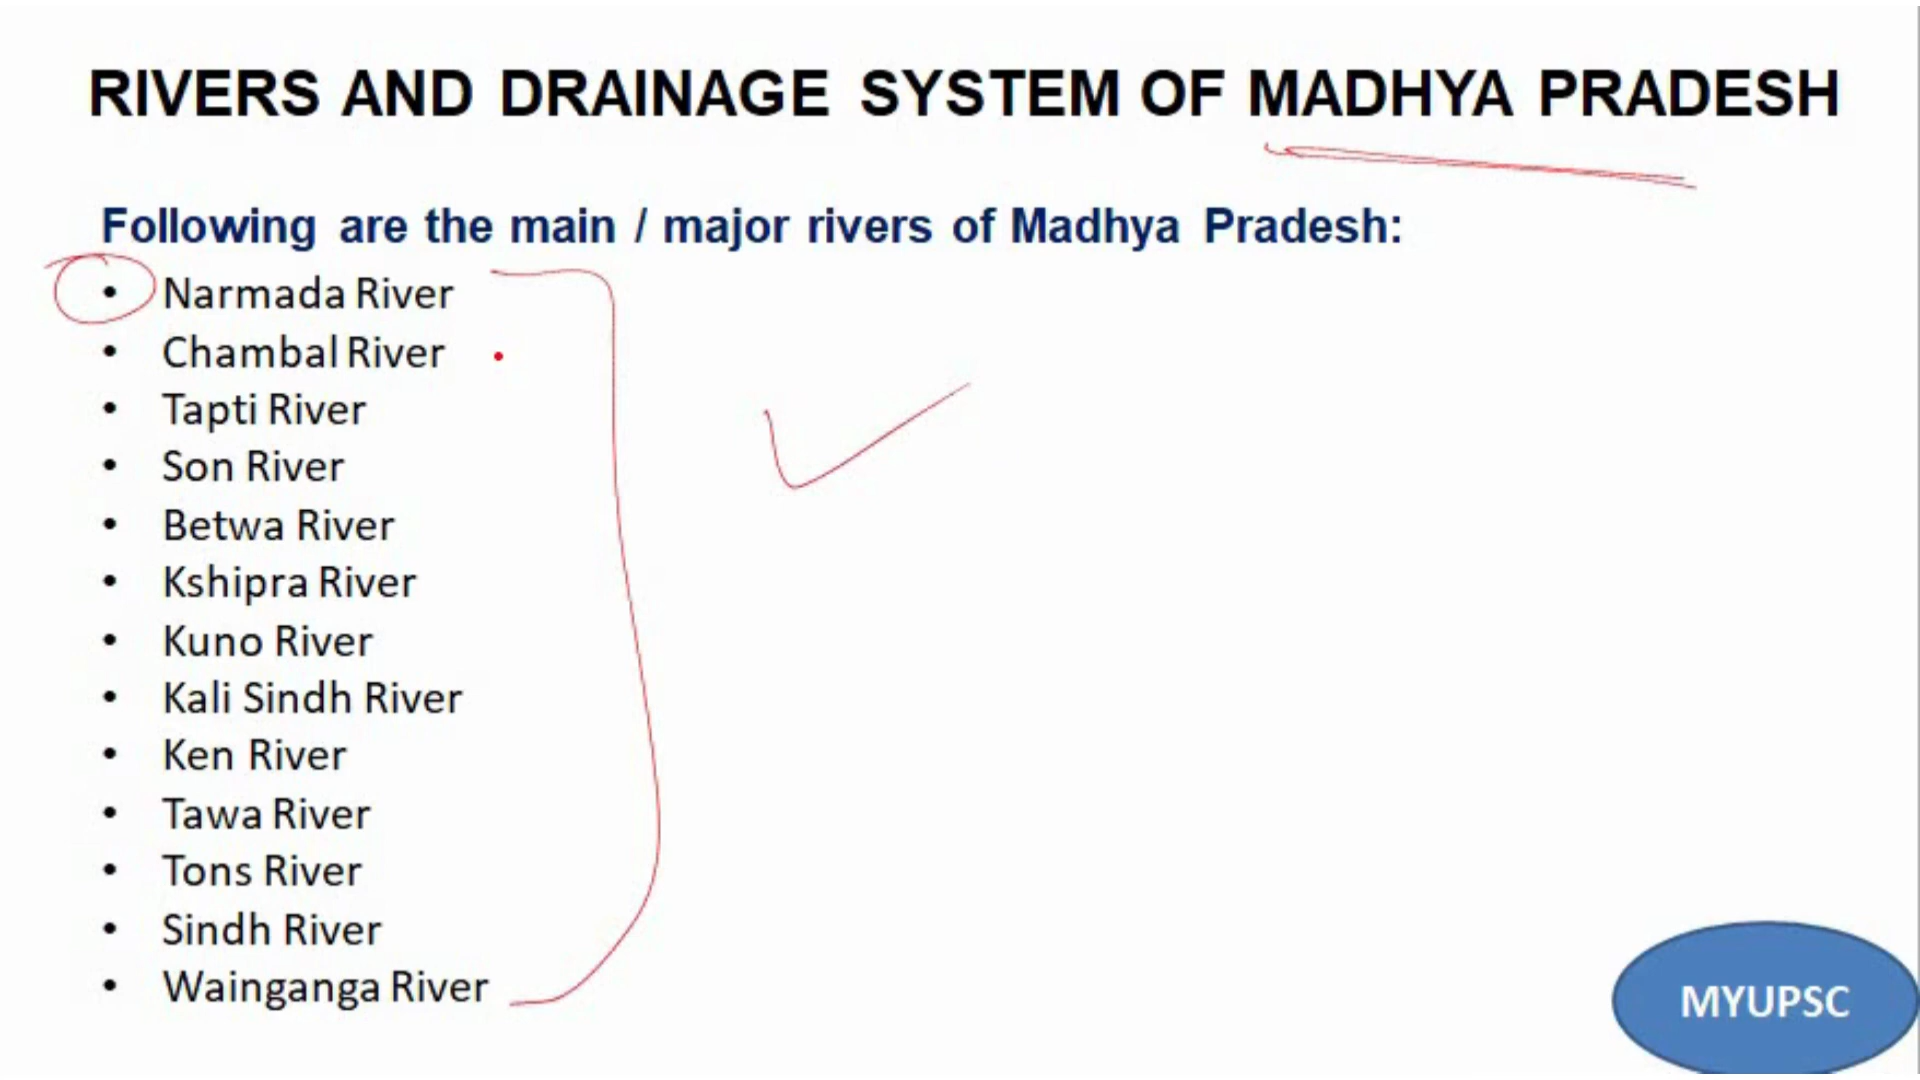 RIVERS AND DRAINAGE SYSTEM OF MADHYA PRADESH
Following are the main / major rivers of Madhya Pradesh:
• Narmada River
• Chambal River
• Tapti River
• Son River
• Betwa River
• Kshipra River
• Kuno River
• Kali Sindh River
• Ken River
• Tawa River
• Tons River
• Sindh River
• Wainganga River
MYUPSC